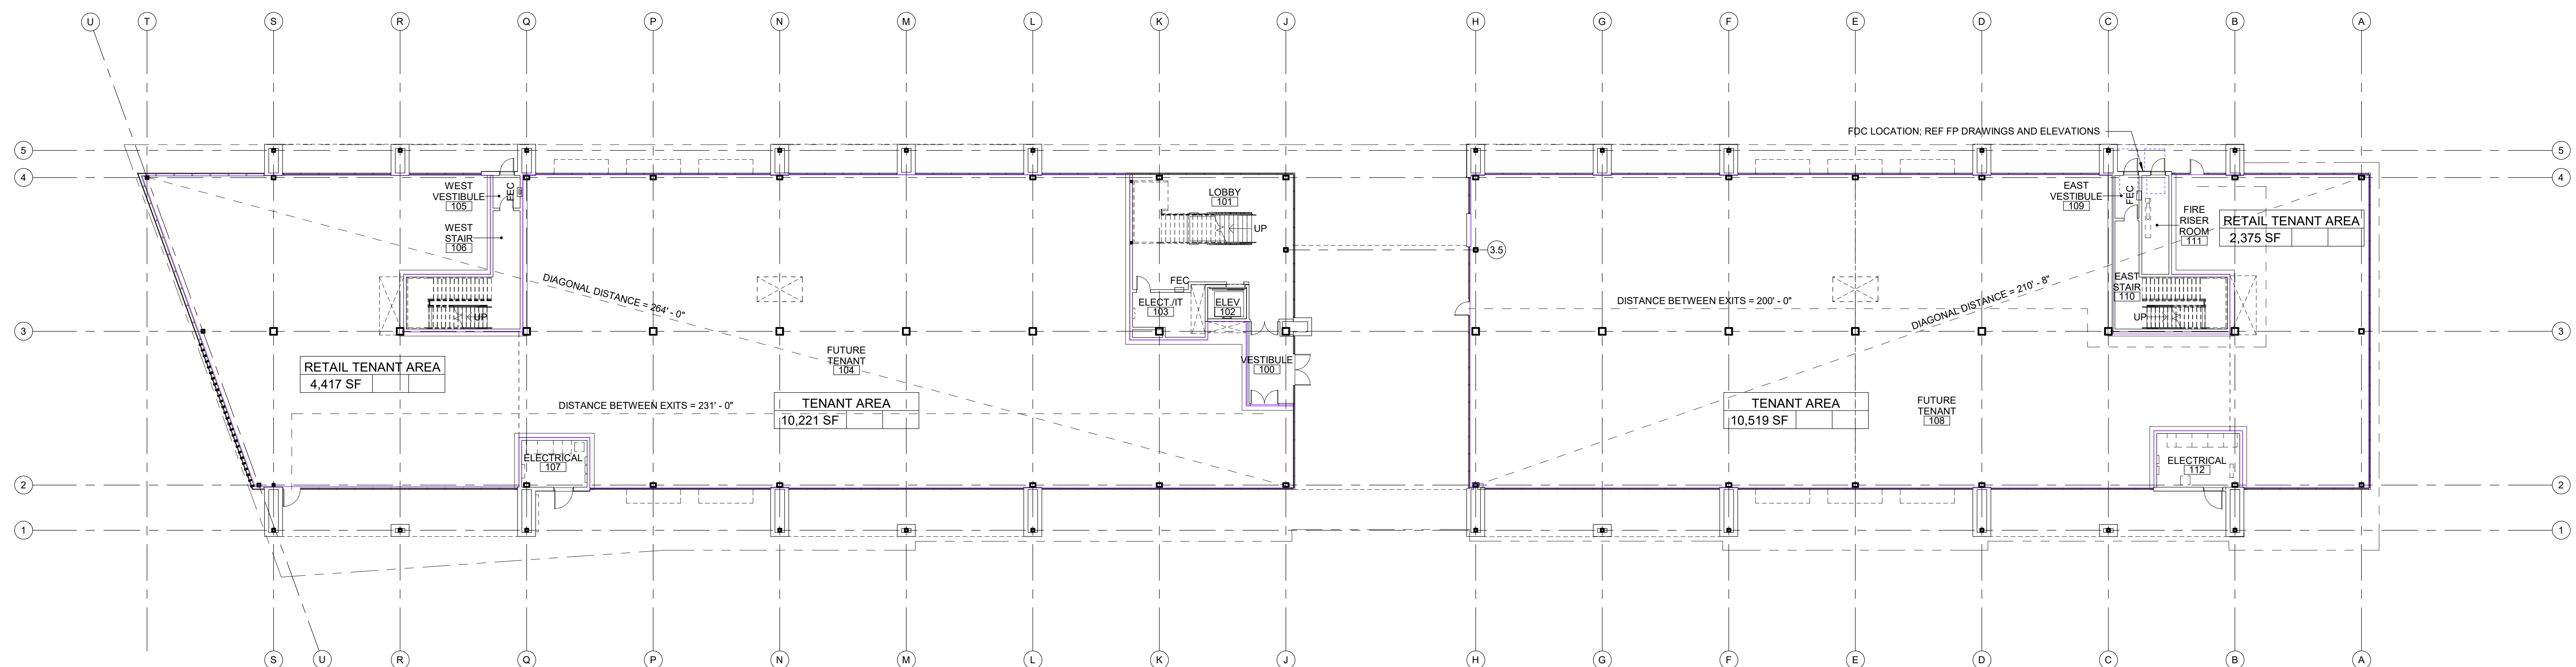 U T S R Q P N M L K J H G F E D C B A
FDC LOCATION; REF FP DRAWINGS AND ELEVATIONS
5 5
4 4
WEST
VESTIBULE
105
FEC
WEST
STAIR
106
UP
LOBBY
101
UP
3.5
FEC
ELECT./IT
103
ELEV
102
EAST
VESTIBULE
109
FEC
FIRE
RISER
ROOM
111
RETAIL TENANT AREA
2,375 SF
EAST
STAIR
110
UP
DIAGONAL DISTANCE = 264' - 0"
DISTANCE BETWEEN EXITS = 200' - 0"
DIAGONAL DISTANCE = 210' - 8"
3 3
RETAIL TENANT AREA
4,417 SF
FUTURE
TENANT
104
VESTIBULE
100
DISTANCE BETWEEN EXITS = 231' - 0"
TENANT AREA
10,221 SF
TENANT AREA
10,519 SF
FUTURE
TENANT
108
ELECTRICAL
107
ELECTRICAL
112
2 2
1 1
S U R Q P N M L K J H G F E D C B A